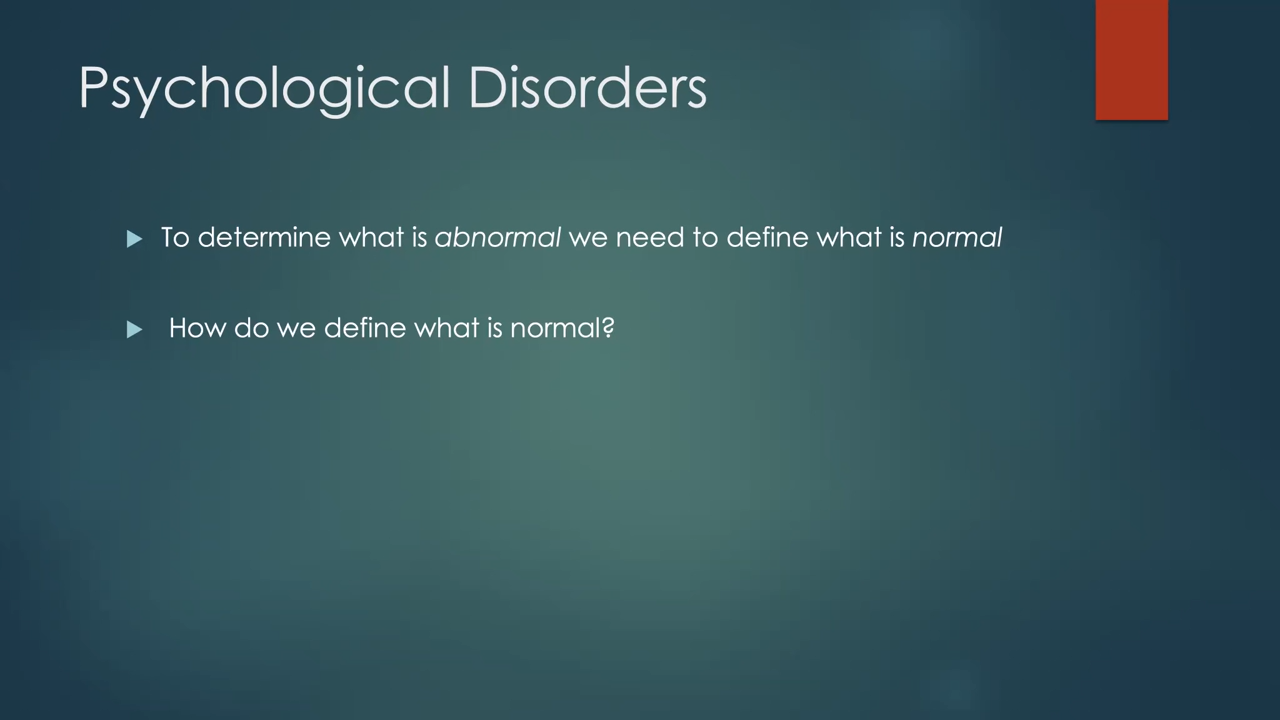 Psychological Disorders
To determine what is abnormal we need to define what is normal
How do we define what is normal?